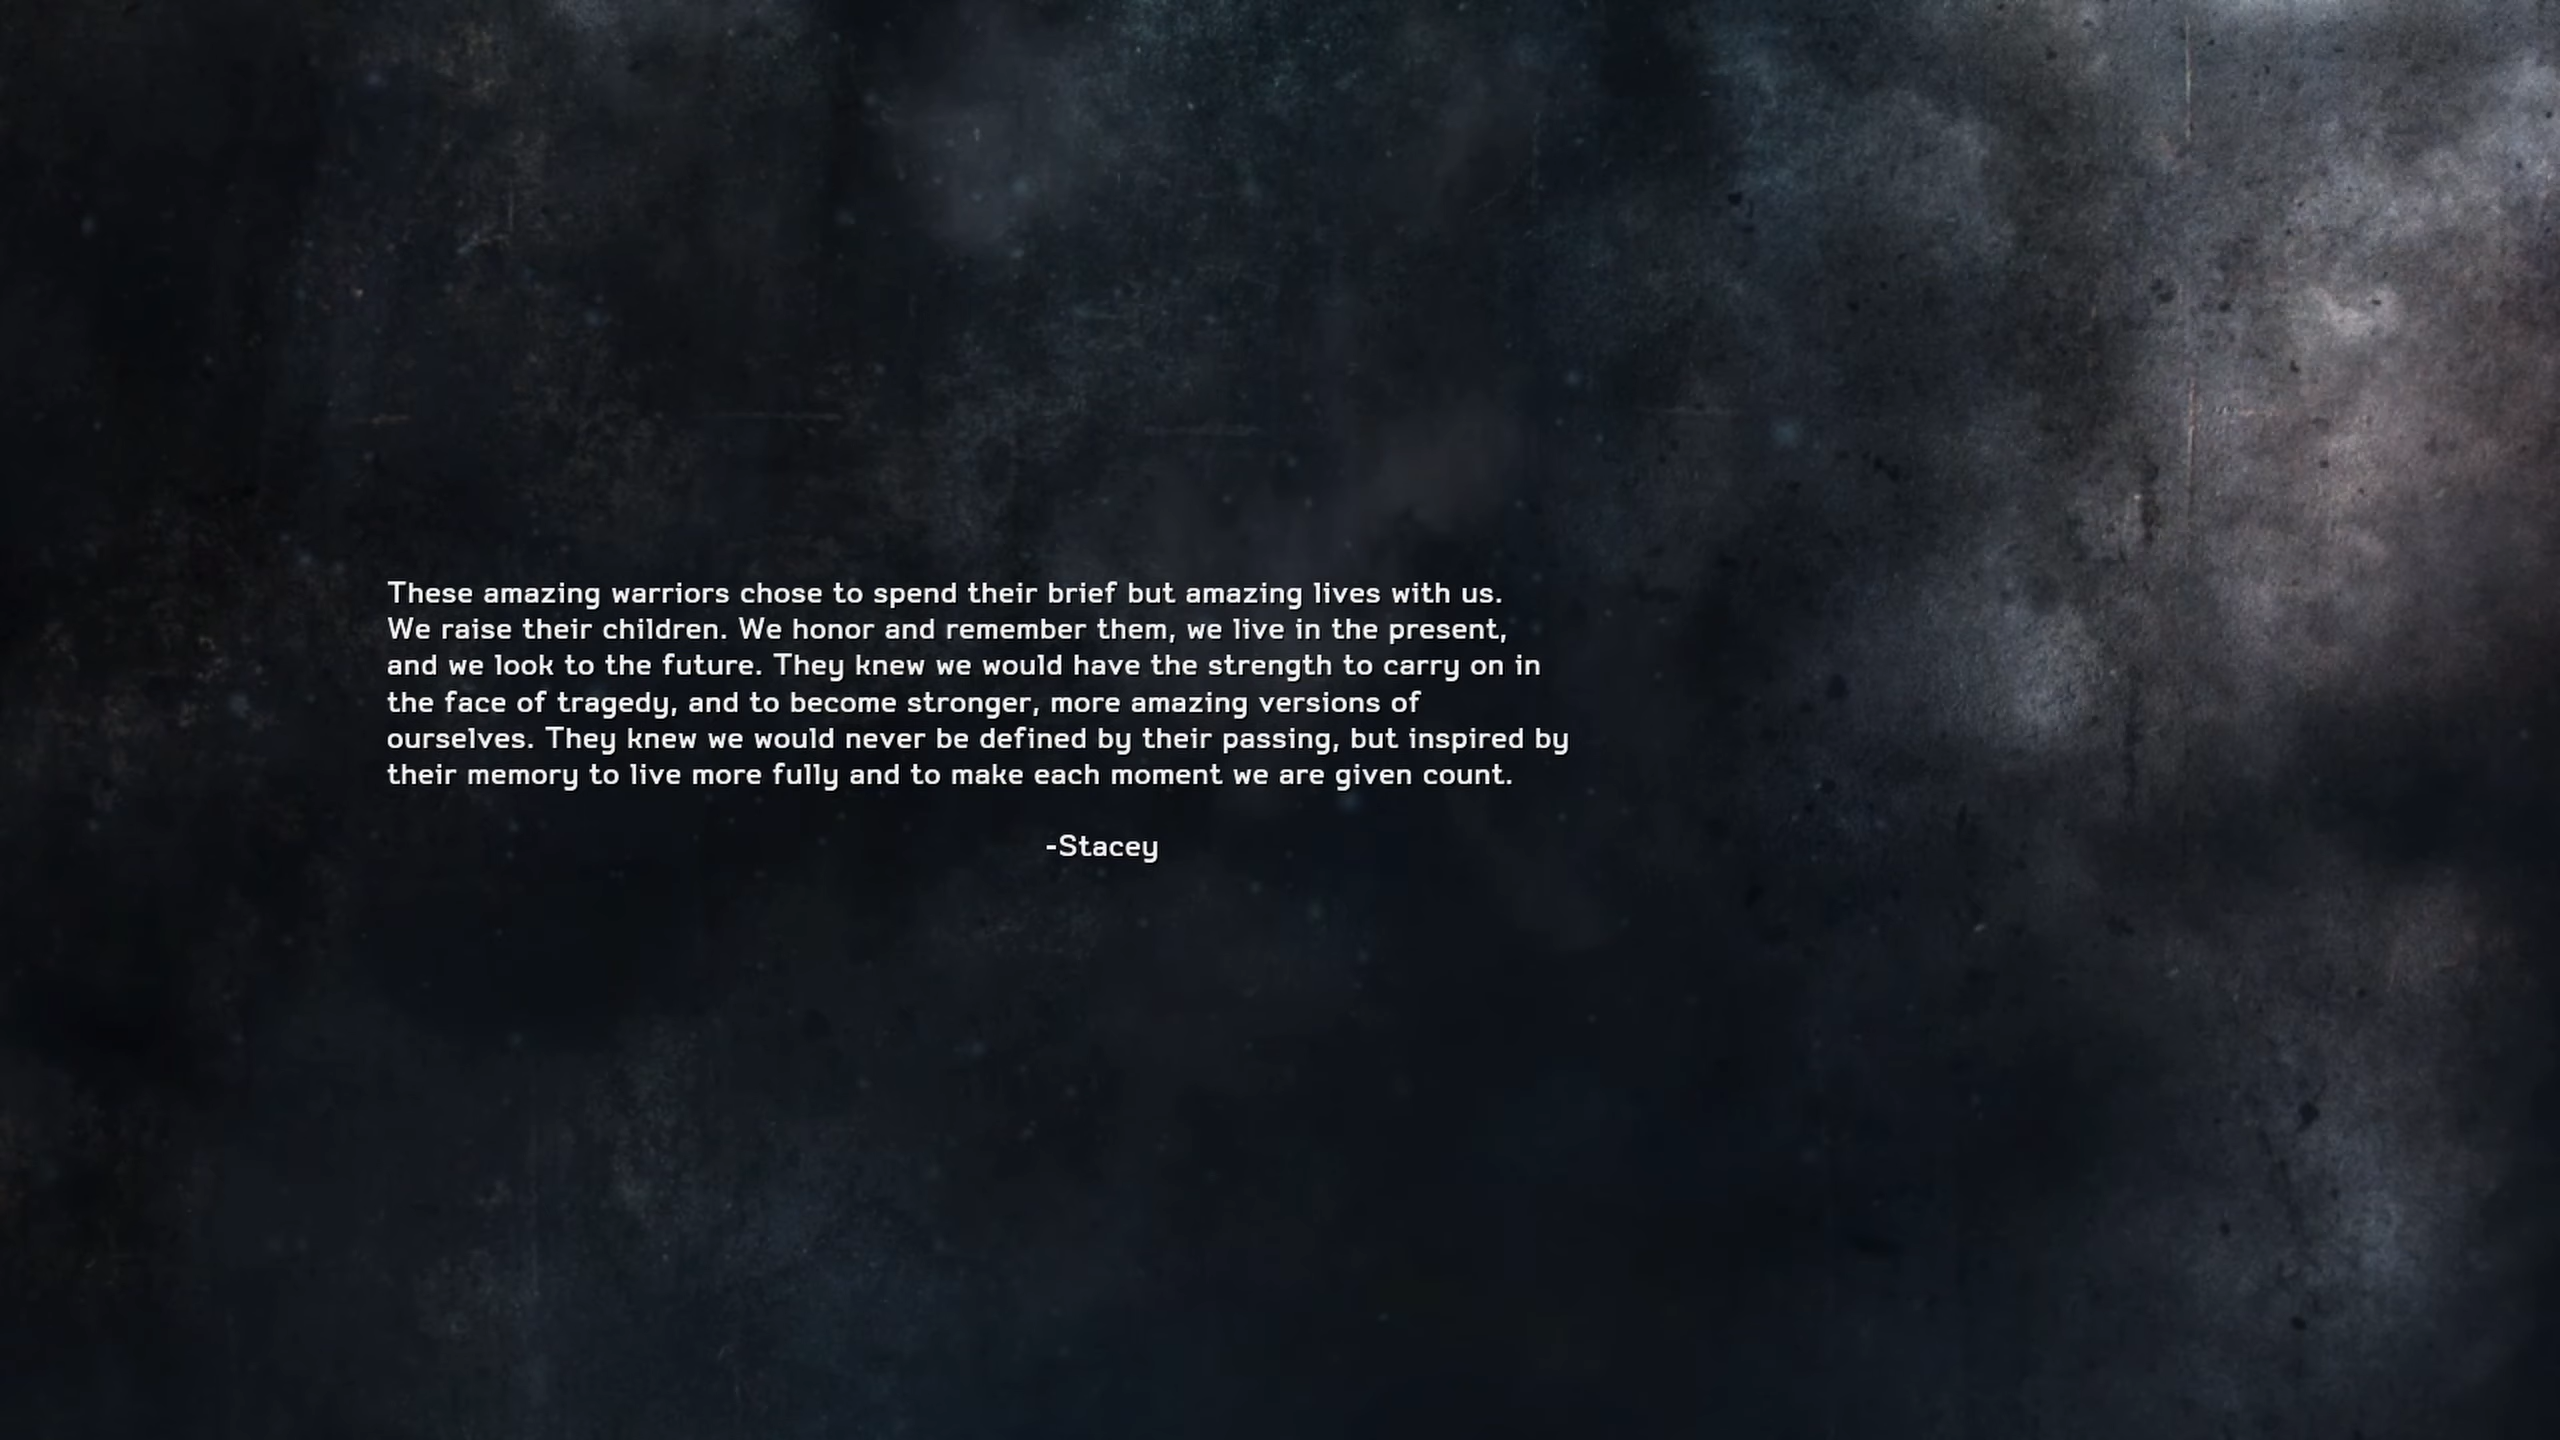 These amazing warriors chose to spend their brief but amazing lives with us.
We raise their children. We honor and remember them, we live in the present,
and we look to the future. They knew we would have the strength to carry on in
the face of tragedy, and to become stronger, more amazing versions of
ourselves. They knew we would never be defined by their passing, but inspired by
their memory to live more fully and to make each moment we are given count.
-Stacey